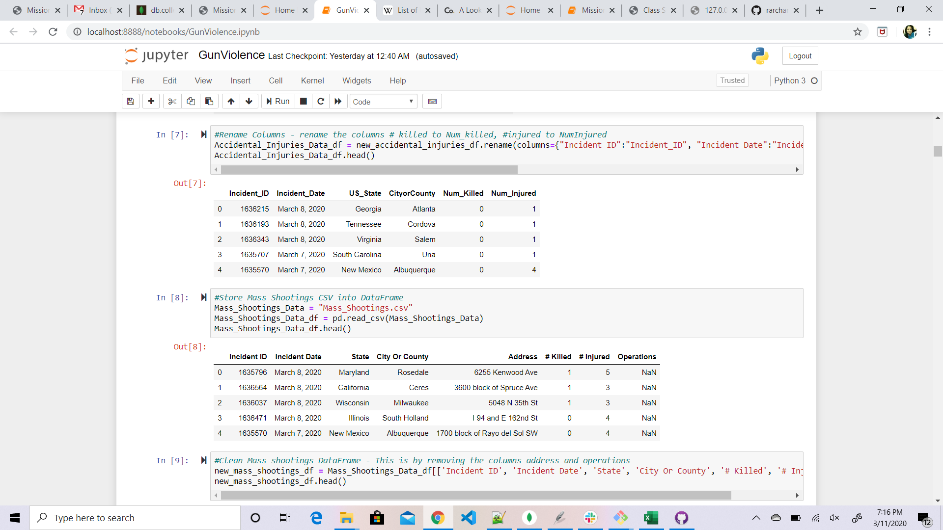 Mission
Inbox (
db.colle
Mission
Home
GunVio
List of
A Look
Home
Mission
Class S
127.0.0
rarchat
localhost:8888/notebooks/GunViolence.ipynb
jupyter GunViolence Last Checkpoint: Yesterday at 12:40 AM (autosaved)
Logout
File Edit View Insert Cell Kernel Widgets Help
Trusted
Python 3
Run
Code
In [7]:
#Rename Columns - rename the columns # killed to Num_killed, #injured to NumInjured
Accidental_Injuries_Data_df = new_accidental_injuries_df.rename(columns={"Incident ID":"Incident_ID", "Incident Date":"Incide
Accidental_Injuries_Data_df.head()
Out[7]:
Incident_ID Incident_Date US_State CityorCounty Num_Killed Num_Injured
0 1636215 March 8, 2020 Georgia Atlanta 0 1
1 1636193 March 8, 2020 Tennessee Cordova 0 1
2 1636343 March 8, 2020 Virginia Salem 0 1
3 1635707 March 7, 2020 South Carolina Una 0 1
4 1635570 March 7, 2020 New Mexico Albuquerque 0 4
In [8]:
#Store Mass Shootings CSV into DataFrame
Mass_Shootings_Data = "Mass_Shootings.csv"
Mass_Shootings_Data_df = pd.read_csv(Mass_Shootings_Data)
Mass_Shootings_Data_df.head()
Out[8]:
Incident ID Incident Date State City Or County Address # Killed # Injured Operations
0 1635796 March 8, 2020 Maryland Rosedale 6255 Kenwood Ave 1 5 NaN
1 1636564 March 8, 2020 California Ceres 3600 block of Spruce Ave 1 3 NaN
2 1636037 March 8, 2020 Wisconsin Milwaukee 5048 N 35th St 1 3 NaN
3 1636471 March 8, 2020 Illinois South Holland I 94 and E 162nd St 0 4 NaN
4 1635570 March 7, 2020 New Mexico Albuquerque 1700 block of Rayo del Sol SW 0 4 NaN
In [9]:
#Clean Mass shootings DataFrame - This is by removing the columns address and operations
new_mass_shootings_df = Mass_Shootings_Data_df[['Incident ID', 'Incident Date', 'State', 'City Or County', '# Killed', '# Inj
new_mass_shootings_df.head()
Type here to search
7:16 PM
3/11/2020
12